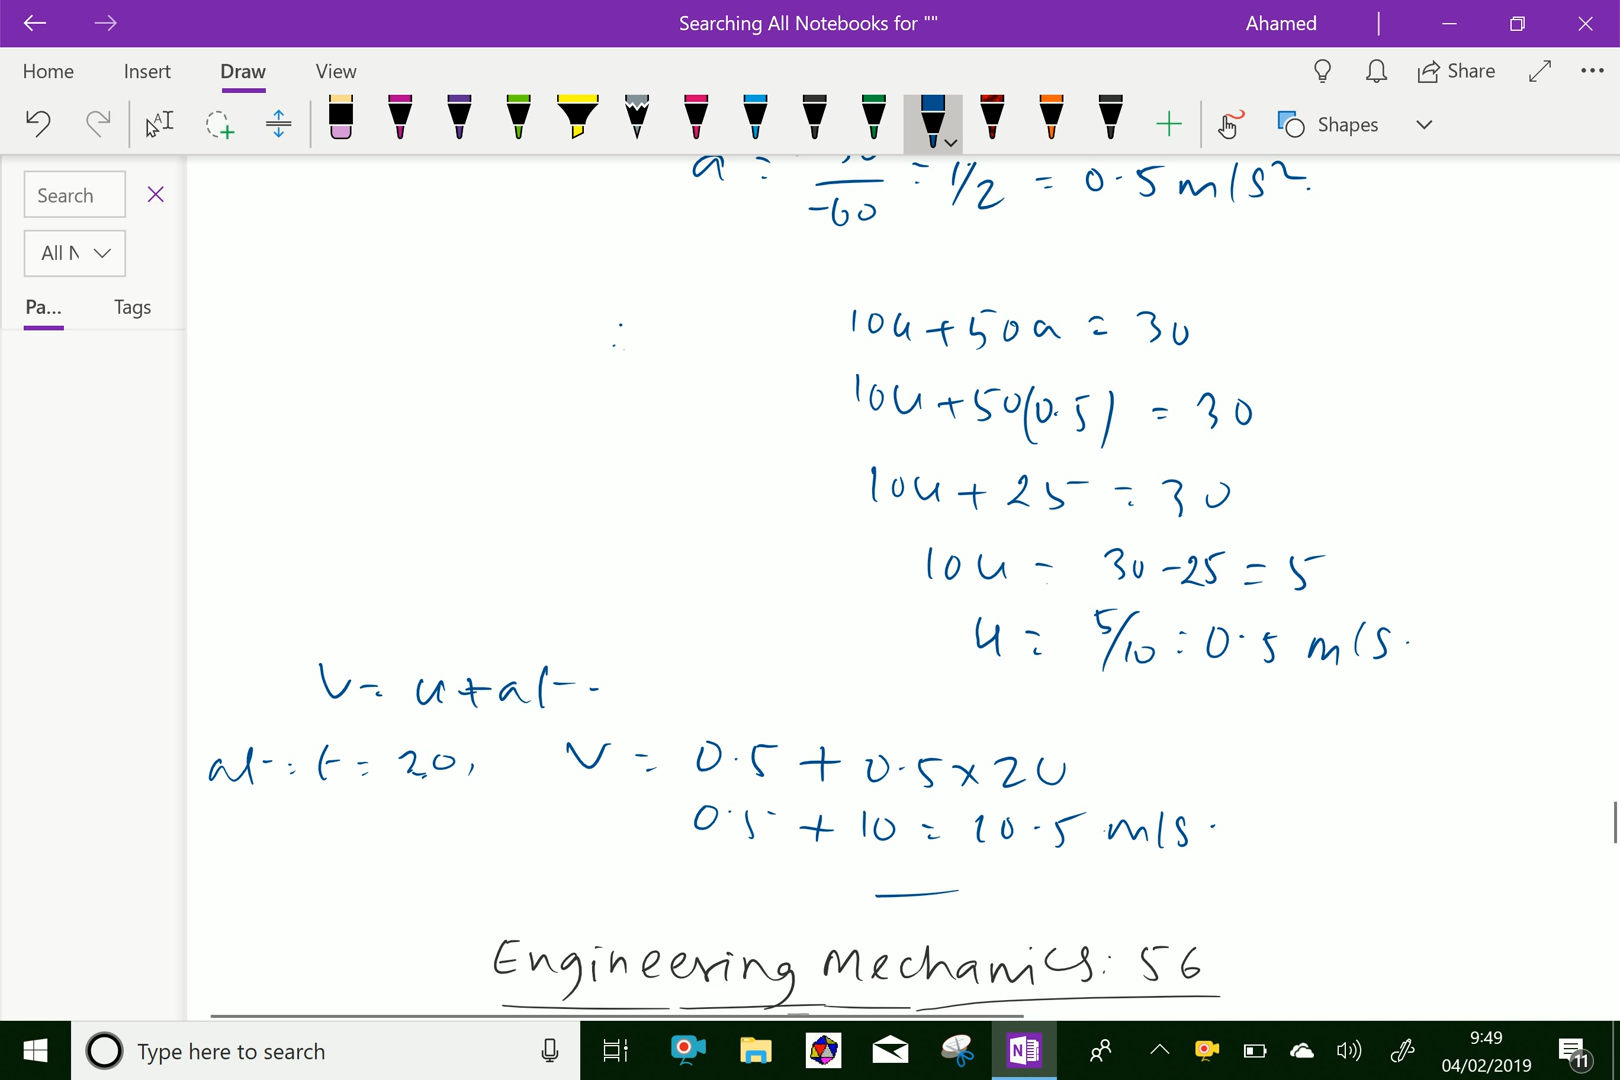 Searching All Notebooks for ""
Ahamed
Home Insert Draw View
Share
Shapes
Search
All N
Pa... Tags
a = /-60 = 1/2 = 0.5 m/s².
∴ 10u + 50a = 30
10u + 50(0.5) = 30
10u + 25 = 30
10u = 30 - 25 = 5
u = 5/10 = 0.5 m/s.
V = u + at.
at t = 20, V = 0.5 + 0.5 × 20
0.5 + 10 = 10.5 m/s.
Engineering Mechanics: 56
Type here to search
N
9:49
04/02/2019
11